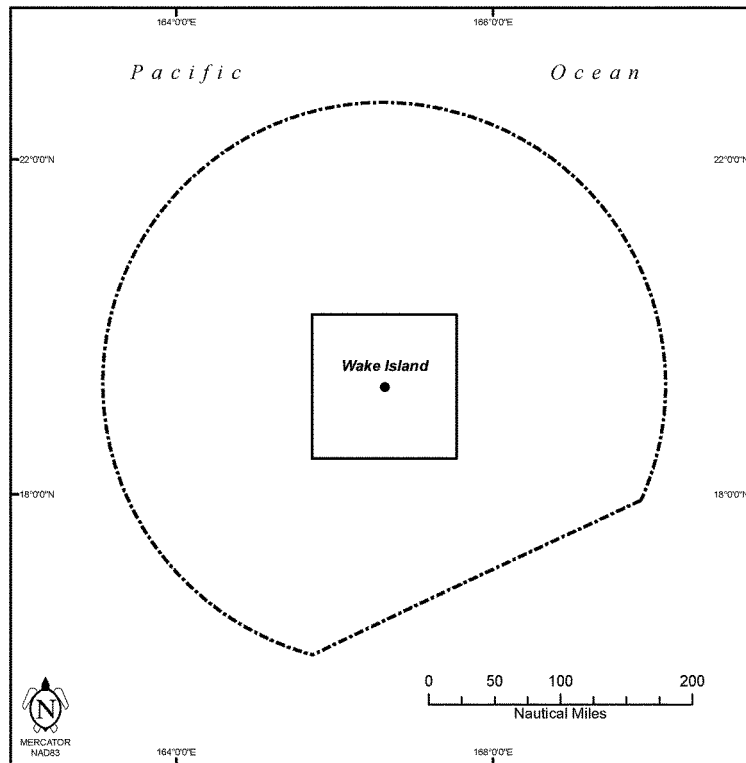 164°0'0"E 166°0'0"E
Pacific Ocean
22°0'0"N 22°0'0"N
Wake Island
18°0'0"N 18°0'0"N
0 50 100 200
Nautical Miles
N
MERCATOR
NAD83
164°0'0"E 168°0'0"E